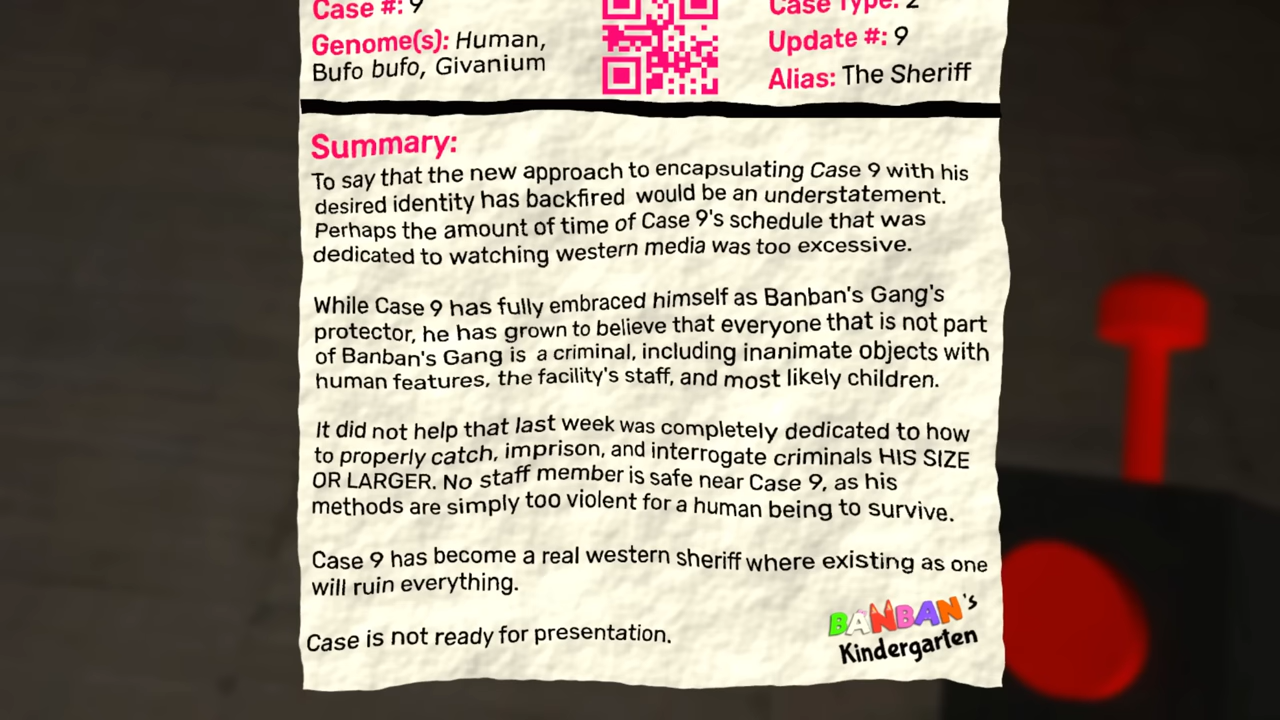 Case #: 9
Case Type: 2
Genome(s): Human,
Bufo bufo, Givanium
Update #: 9
Alias: The Sheriff
Summary:
To say that the new approach to encapsulating Case 9 with his
desired identity has backfired would be an understatement.
Perhaps the amount of time of Case 9's schedule that was
dedicated to watching western media was too excessive.
While Case 9 has fully embraced himself as Banban's Gang's
protector, he has grown to believe that everyone that is not part
of Banban's Gang is a criminal, including inanimate objects with
human features, the facility's staff, and most likely children.
It did not help that last week was completely dedicated to how
to properly catch, imprison, and interrogate criminals HIS SIZE
OR LARGER. No staff member is safe near Case 9, as his
methods are simply too violent for a human being to survive.
Case 9 has become a real western sheriff where existing as one
will ruin everything.
Case is not ready for presentation.
BANBAN's
Kindergarten